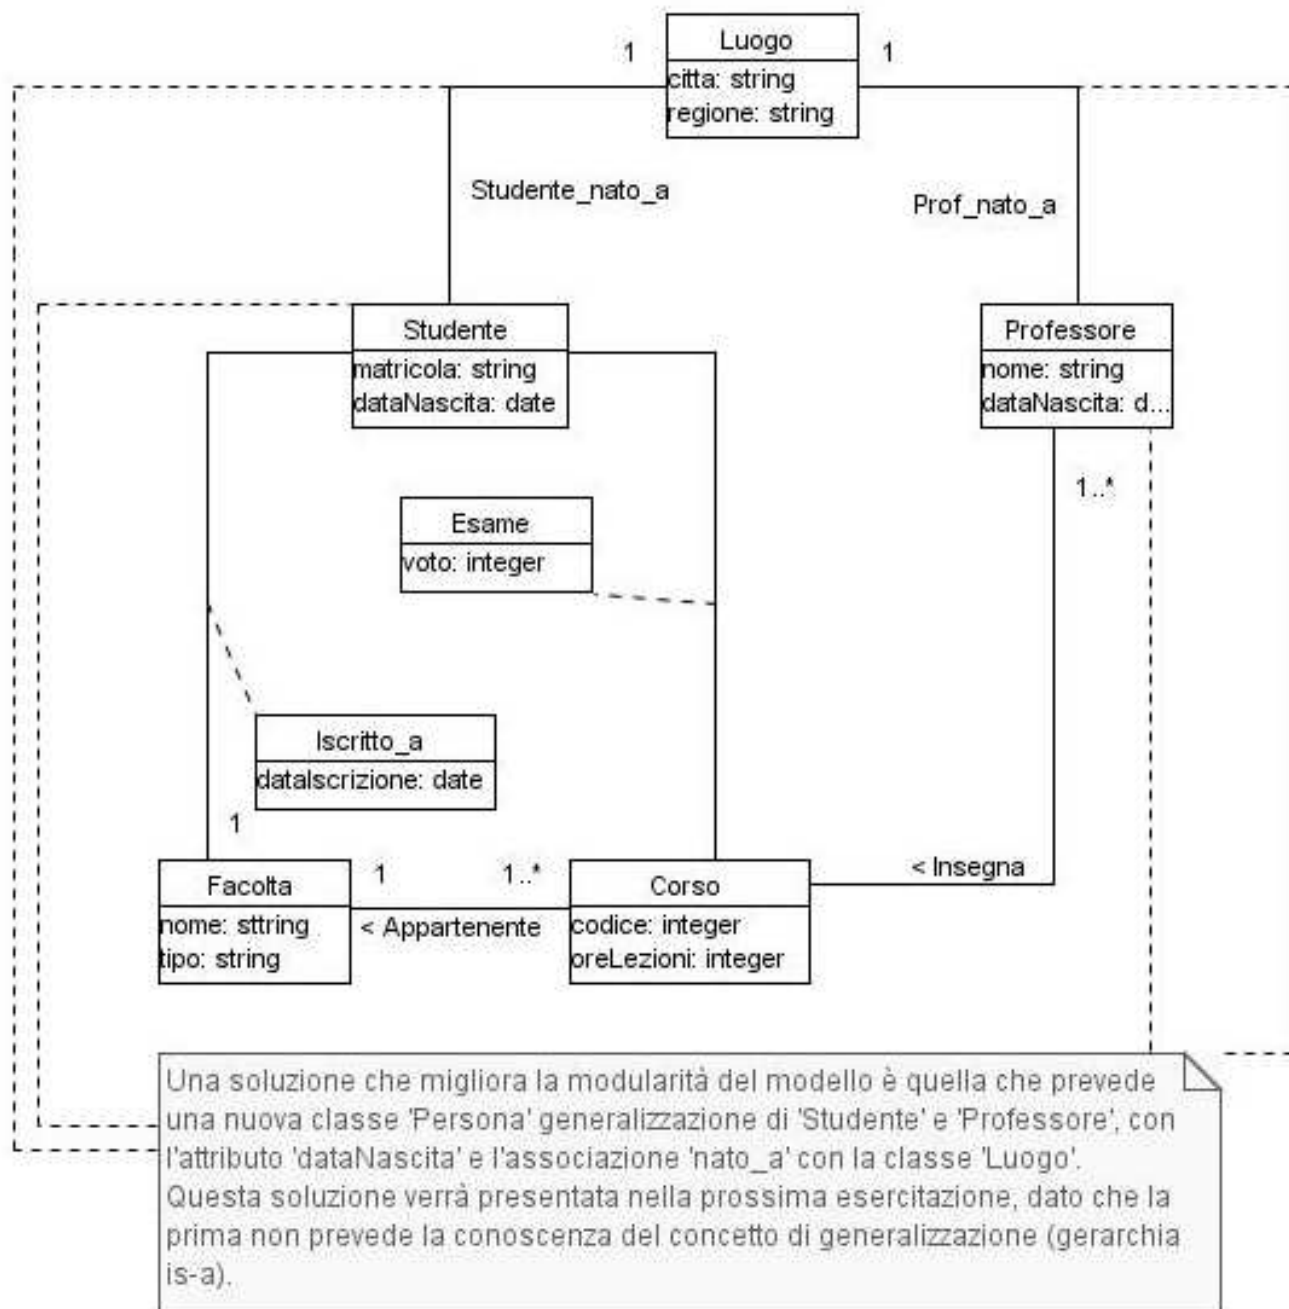 1
Luogo
1
citta: string
regione: string
Studente_nato_a
Prof_nato_a
Studente
matricola: string
dataNascita: date
Professore
nome: string
dataNascita: d...
1..*
Esame
voto: integer
Iscritto_a
dataIscrizione: date
1
Facolta
nome: sttring
tipo: string
1
1..*
< Appartenente
Corso
codice: integer
oreLezioni: integer
< Insegna
Una soluzione che migliora la modularità del modello è quella che prevede
una nuova classe 'Persona' generalizzazione di 'Studente' e 'Professore', con
l'attributo 'dataNascita' e l'associazione 'nato_a' con la classe 'Luogo'.
Questa soluzione verrà presentata nella prossima esercitazione, dato che la
prima non prevede la conoscenza del concetto di generalizzazione (gerarchia
is-a).